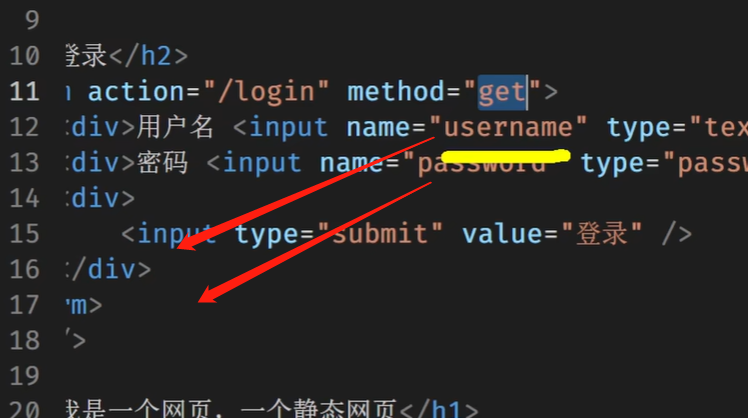 9
10 登录</h2>
11 action="/login" method="get">
12 <div>用户名 <input name="username" type="tex
13 <div>密码 <input name="password" type="passw
14 <div>
15 <input type="submit" value="登录" />
16 </div>
17 rm>
18 />
19
20 我是一个网页，一个静态网页</h1>